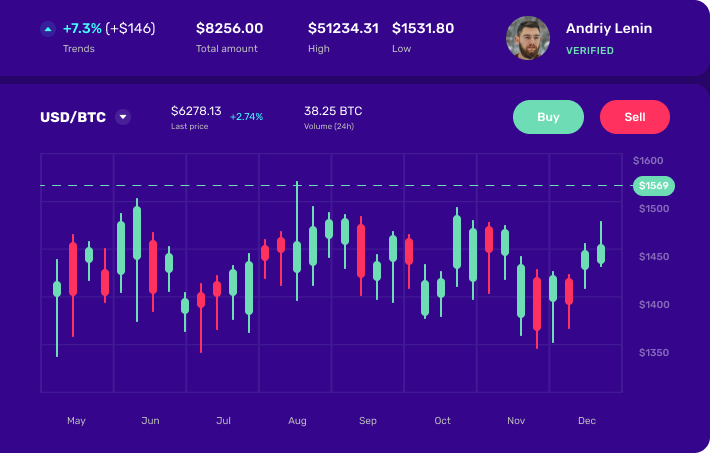 +7.3% (+$146)
Trends
$8256.00
Total amount
$51234.31
High
$1531.80
Low
Andriy Lenin
VERIFIED
USD/BTC
$6278.13 +2.74%
Last price
38.25 BTC
Volume (24h)
Buy
Sell
$1600
$1569
$1500
$1450
$1400
$1350
May Jun Jul Aug Sep Oct Nov Dec